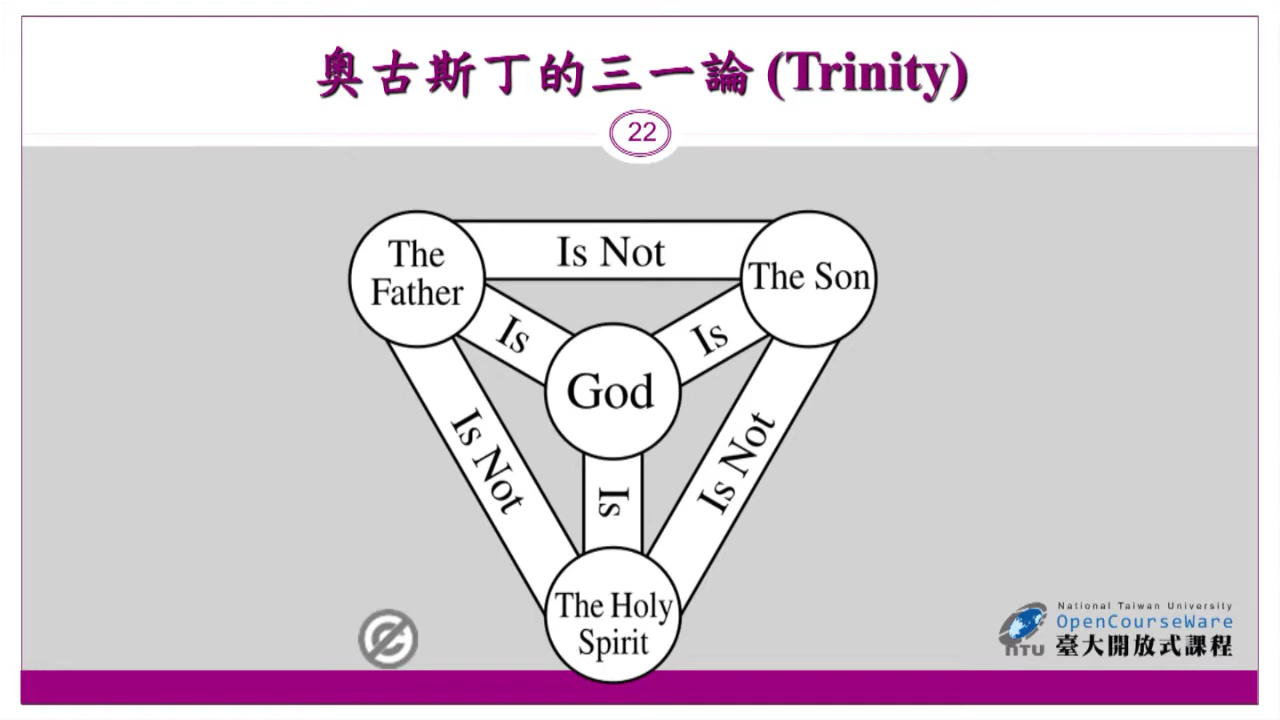 奧古斯丁的三一論 (Trinity)
22
The
Father
Is Not
The Son
Is
Is
God
Is Not
Is Not
Is
The Holy
Spirit
National Taiwan University
OpenCourseWare
NTU
臺大開放式課程